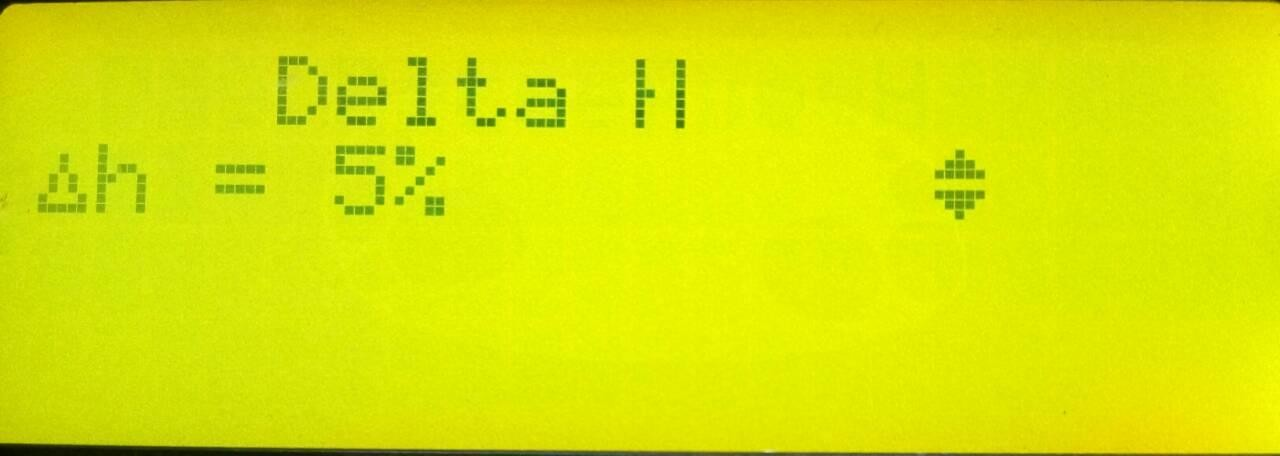 Delta H
Δh = 5%